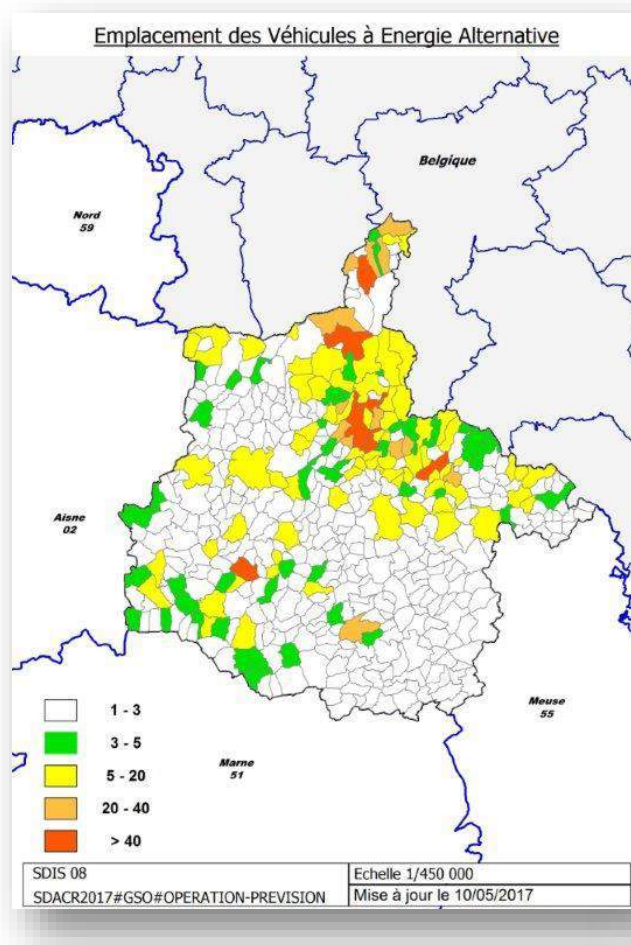 Emplacement des Véhicules à Energie Alternative
Belgique
Nord
59
Aisne
02
Meuse
55
Marne
51
1 - 3
3 - 5
5 - 20
20 - 40
> 40
SDIS 08
SDACR2017#GSO#OPERATION-PREVISION
Echelle 1/450 000
Mise à jour le 10/05/2017